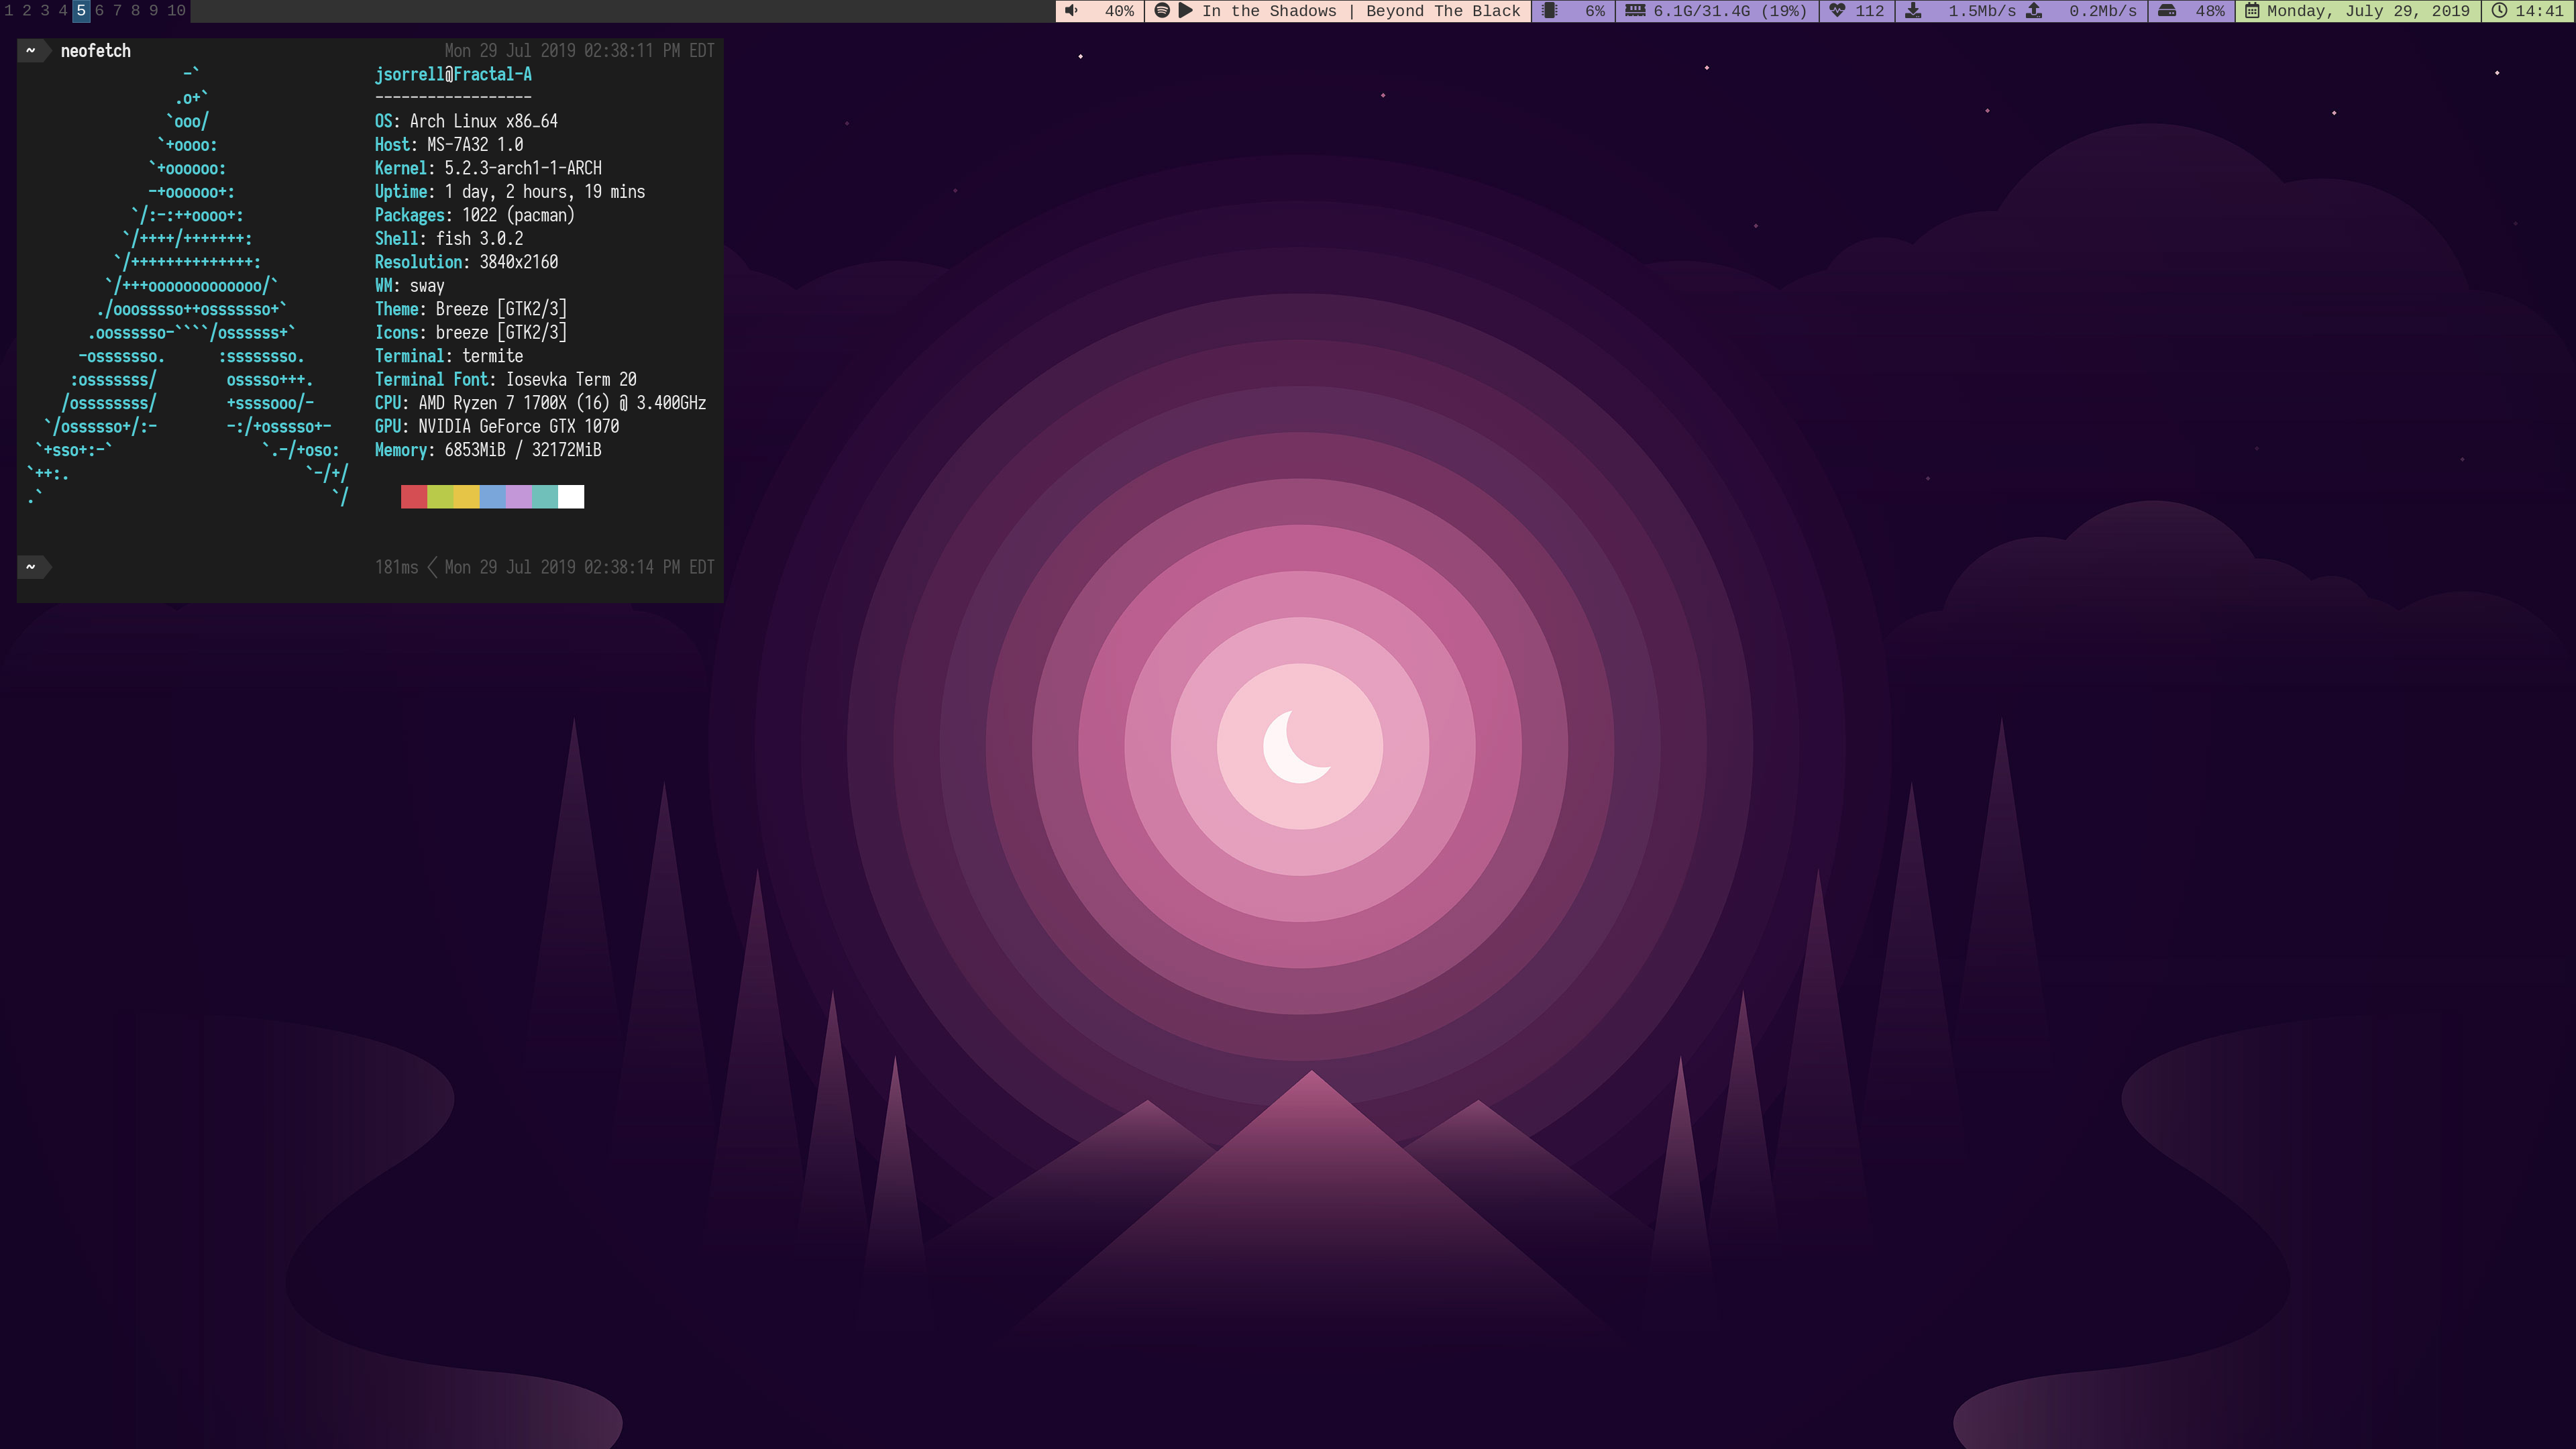 1 2 3 4 5 6 7 8 9 10 40% In the Shadows | Beyond The Black 6% 6.1G/31.4G (19%) 112 1.5Mb/s 0.2Mb/s 48% Monday, July 29, 2019 14:41
~ neofetch Mon 29 Jul 2019 02:38:11 PM EDT
-` jsorrell@Fractal-A
.o+` ------------------
`ooo/ OS: Arch Linux x86_64
`+oooo: Host: MS-7A32 1.0
`+oooooo: Kernel: 5.2.3-arch1-1-ARCH
-+oooooo+: Uptime: 1 day, 2 hours, 19 mins
`/:-:++oooo+: Packages: 1022 (pacman)
`/++++/+++++++: Shell: fish 3.0.2
`/++++++++++++++: Resolution: 3840x2160
`/+++ooooooooooooo/` WM: sway
./ooosssso++osssssso+` Theme: Breeze [GTK2/3]
.oossssso-````/ossssss+` Icons: breeze [GTK2/3]
-osssssso. :ssssssso. Terminal: termite
:osssssss/ osssso+++. Terminal Font: Iosevka Term 20
/ossssssss/ +ssssooo/- CPU: AMD Ryzen 7 1700X (16) @ 3.400GHz
`/ossssso+/:- -:/+osssso+- GPU: NVIDIA GeForce GTX 1070
`+sso+:-` `.-/+oso: Memory: 6853MiB / 32172MiB
`++:. `-/+/
.` `/
~ 181ms Mon 29 Jul 2019 02:38:14 PM EDT